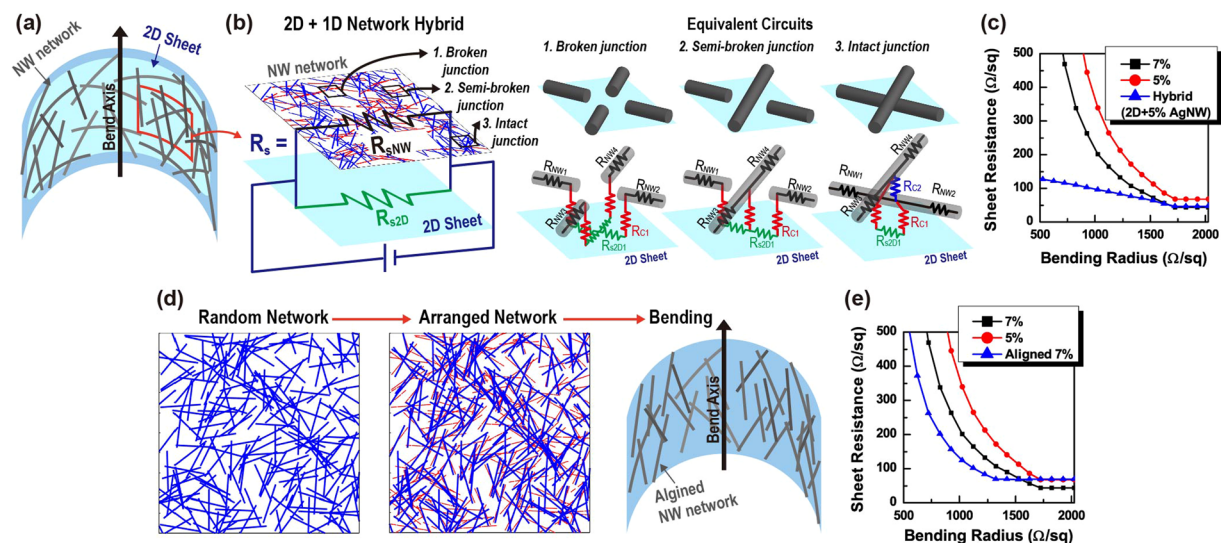 (a)
NW network
2D Sheet
Bend Axis
(b)
2D + 1D Network Hybrid
NW network
1. Broken
junction
2. Semi-broken
junction
3. Intact
junction
Rs =
RsNW
Rs2D
2D Sheet
Equivalent Circuits
1. Broken junction
2. Semi-broken junction
3. Intact junction
RNW1
RNW4
RNW2
RNW3
RC1
Rs2D1
2D Sheet
RNW1
RNW4
RNW2
RNW3
RC1
Rs2D1
2D Sheet
RNW1
RNW4
RC2
RNW2
RNW3
RC1
Rs2D1
2D Sheet
(c)
Sheet Resistance (Ω/sq)
500
400
300
200
100
0
7%
5%
Hybrid
(2D+5% AgNW)
500 1000 1500 2000
Bending Radius (Ω/sq)
(d)
Random Network
Arranged Network
Bending
Bend Axis
Algined
NW network
(e)
Sheet Resistance (Ω/sq)
500
400
300
200
100
0
7%
5%
Aligned 7%
500 1000 1500 2000
Bending Radius (Ω/sq)